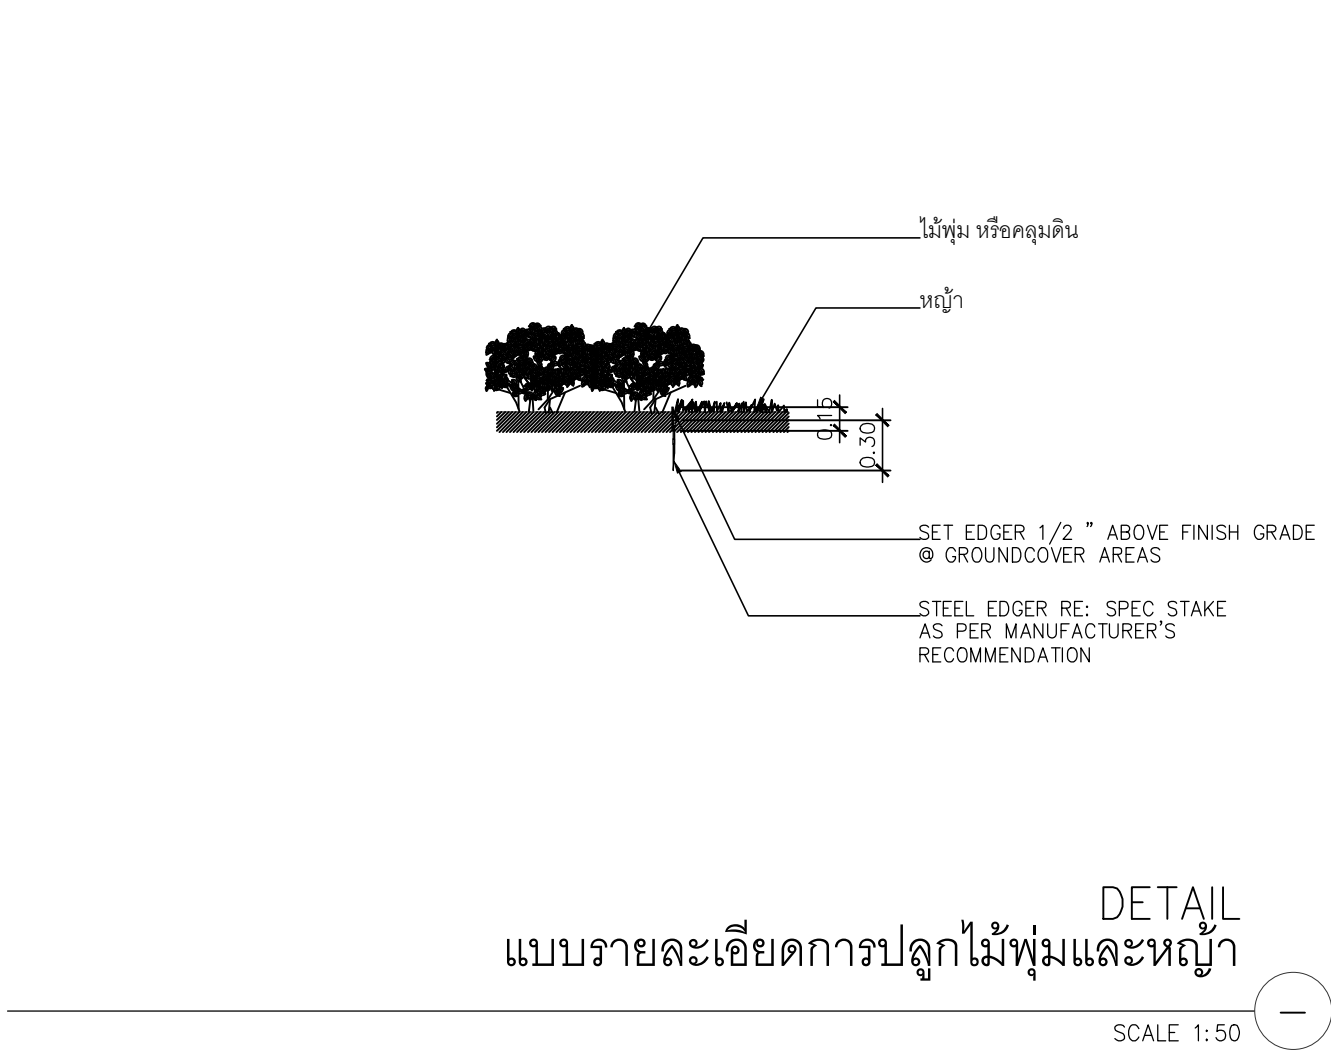 ไม้พุ่ม หรือคลุมดิน
หญ้า
0.15
0.30
SET EDGER 1/2 " ABOVE FINISH GRADE
@ GROUNDCOVER AREAS
STEEL EDGER RE: SPEC STAKE
AS PER MANUFACTURER'S
RECOMMENDATION
DETAIL
แบบรายละเอียดการปลูกไม้พุ่มและหญ้า
SCALE 1:50